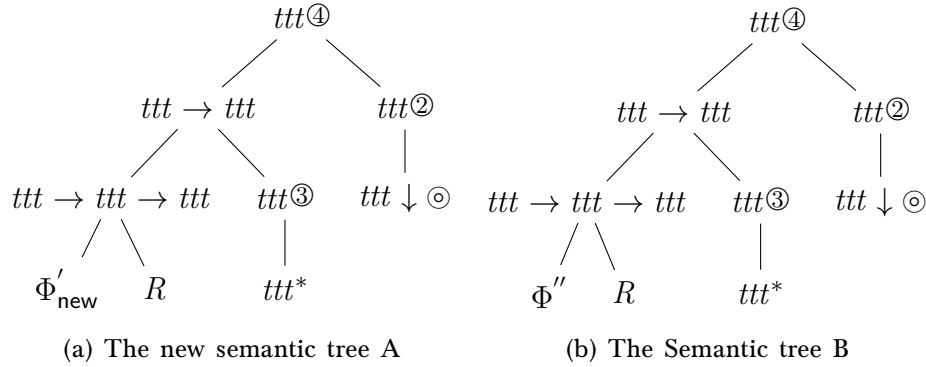 ttt④ ttt④
ttt → ttt ttt② ttt → ttt ttt②
ttt → ttt → ttt ttt③ ttt ↓ ⊚ ttt → ttt → ttt ttt③ ttt ↓ ⊚
Φ′new R ttt* Φ′′ R ttt*
(a) The new semantic tree A (b) The Semantic tree B